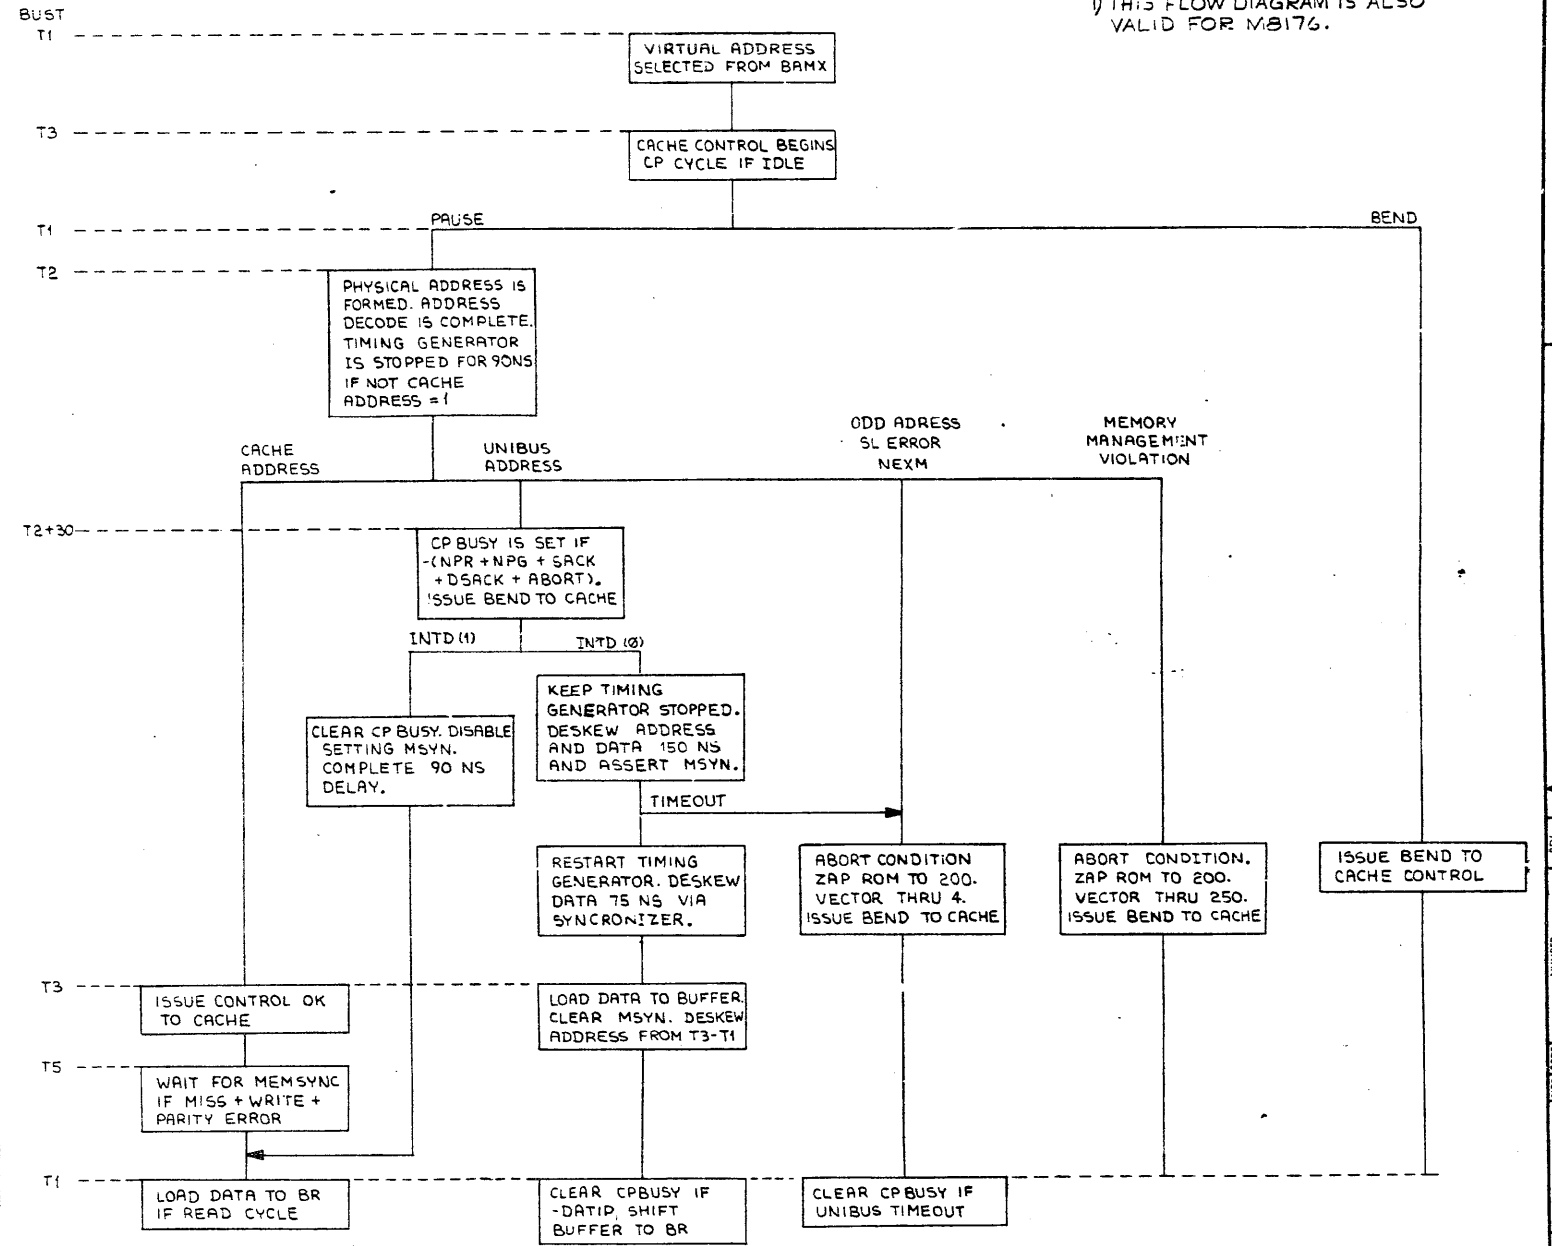 1) THIS FLOW DIAGRAM IS ALSO
VALID FOR M8176.
BUST
T1
VIRTUAL ADDRESS
SELECTED FROM BAMX
T3
CACHE CONTROL BEGINS
CP CYCLE IF IDLE
T1
PAUSE
BEND
T2
PHYSICAL ADDRESS IS
FORMED. ADDRESS
DECODE IS COMPLETE.
TIMING GENERATOR
IS STOPPED FOR 90NS
IF NOT CACHE
ADDRESS = 1
CACHE
ADDRESS
UNIBUS
ADDRESS
ODD ADRESS
SL ERROR
NEXM
MEMORY
MANAGEMENT
VIOLATION
T2+30
CP BUSY IS SET IF
-(NPR + NPG + SACK
+ DSACK + ABORT).
ISSUE BEND TO CACHE
INTD (1)
INTD (0)
CLEAR CP BUSY. DISABLE
SETTING MSYN.
COMPLETE 90 NS
DELAY.
KEEP TIMING
GENERATOR STOPPED.
DESKEW ADDRESS
AND DATA 150 NS
AND ASSERT MSYN.
TIMEOUT
RESTART TIMING
GENERATOR. DESKEW
DATA 75 NS VIA
SYNCRONIZER.
ABORT CONDITION
ZAP ROM TO 200.
VECTOR THRU 4.
ISSUE BEND TO CACHE
ABORT CONDITION.
ZAP ROM TO 200.
VECTOR THRU 250.
ISSUE BEND TO CACHE
ISSUE BEND TO
CACHE CONTROL
T3
ISSUE CONTROL OK
TO CACHE
LOAD DATA TO BUFFER.
CLEAR MSYN. DESKEW
ADDRESS FROM T3-T1
T5
WAIT FOR MEMSYNC
IF MISS + WRITE +
PARITY ERROR
T1
LOAD DATA TO BR
IF READ CYCLE
CLEAR CPBUSY IF
-DATIP, SHIFT
BUFFER TO BR
CLEAR CPBUSY IF
UNIBUS TIMEOUT